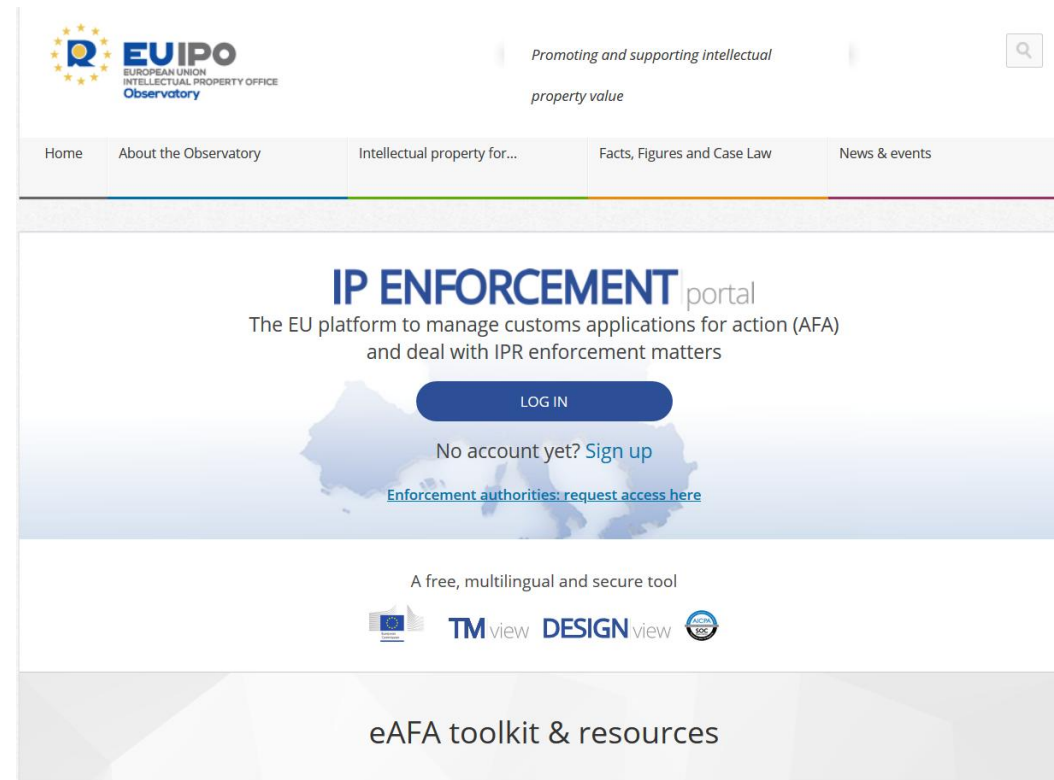 EUIPO
EUROPEAN UNION
INTELLECTUAL PROPERTY OFFICE
Observatory
Promoting and supporting intellectual
property value
Home
About the Observatory
Intellectual property for...
Facts, Figures and Case Law
News & events
IP ENFORCEMENT portal
The EU platform to manage customs applications for action (AFA)
and deal with IPR enforcement matters
LOG IN
No account yet? Sign up
Enforcement authorities: request access here
A free, multilingual and secure tool
TM view DESIGN view
AICPA
SOC
eAFA toolkit & resources